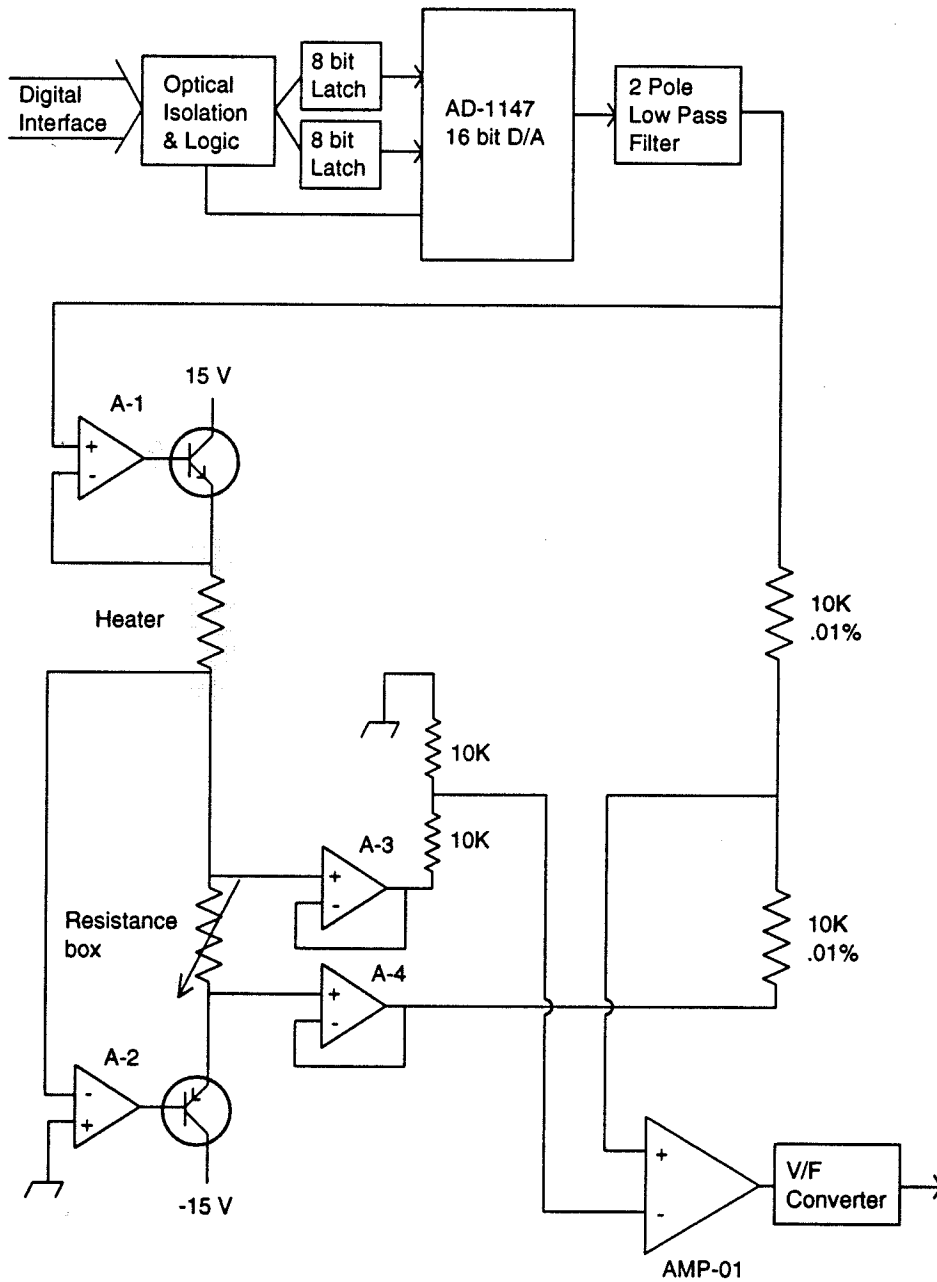 Digital
Interface
Optical
Isolation
& Logic
8 bit
Latch
8 bit
Latch
AD-1147
16 bit D/A
2 Pole
Low Pass
Filter
15 V
A-1
+
-
Heater
10K
.01%
10K
10K
A-3
+
-
Resistance
box
10K
.01%
A-4
+
-
A-2
-
+
-15 V
+
-
V/F
Converter
AMP-01